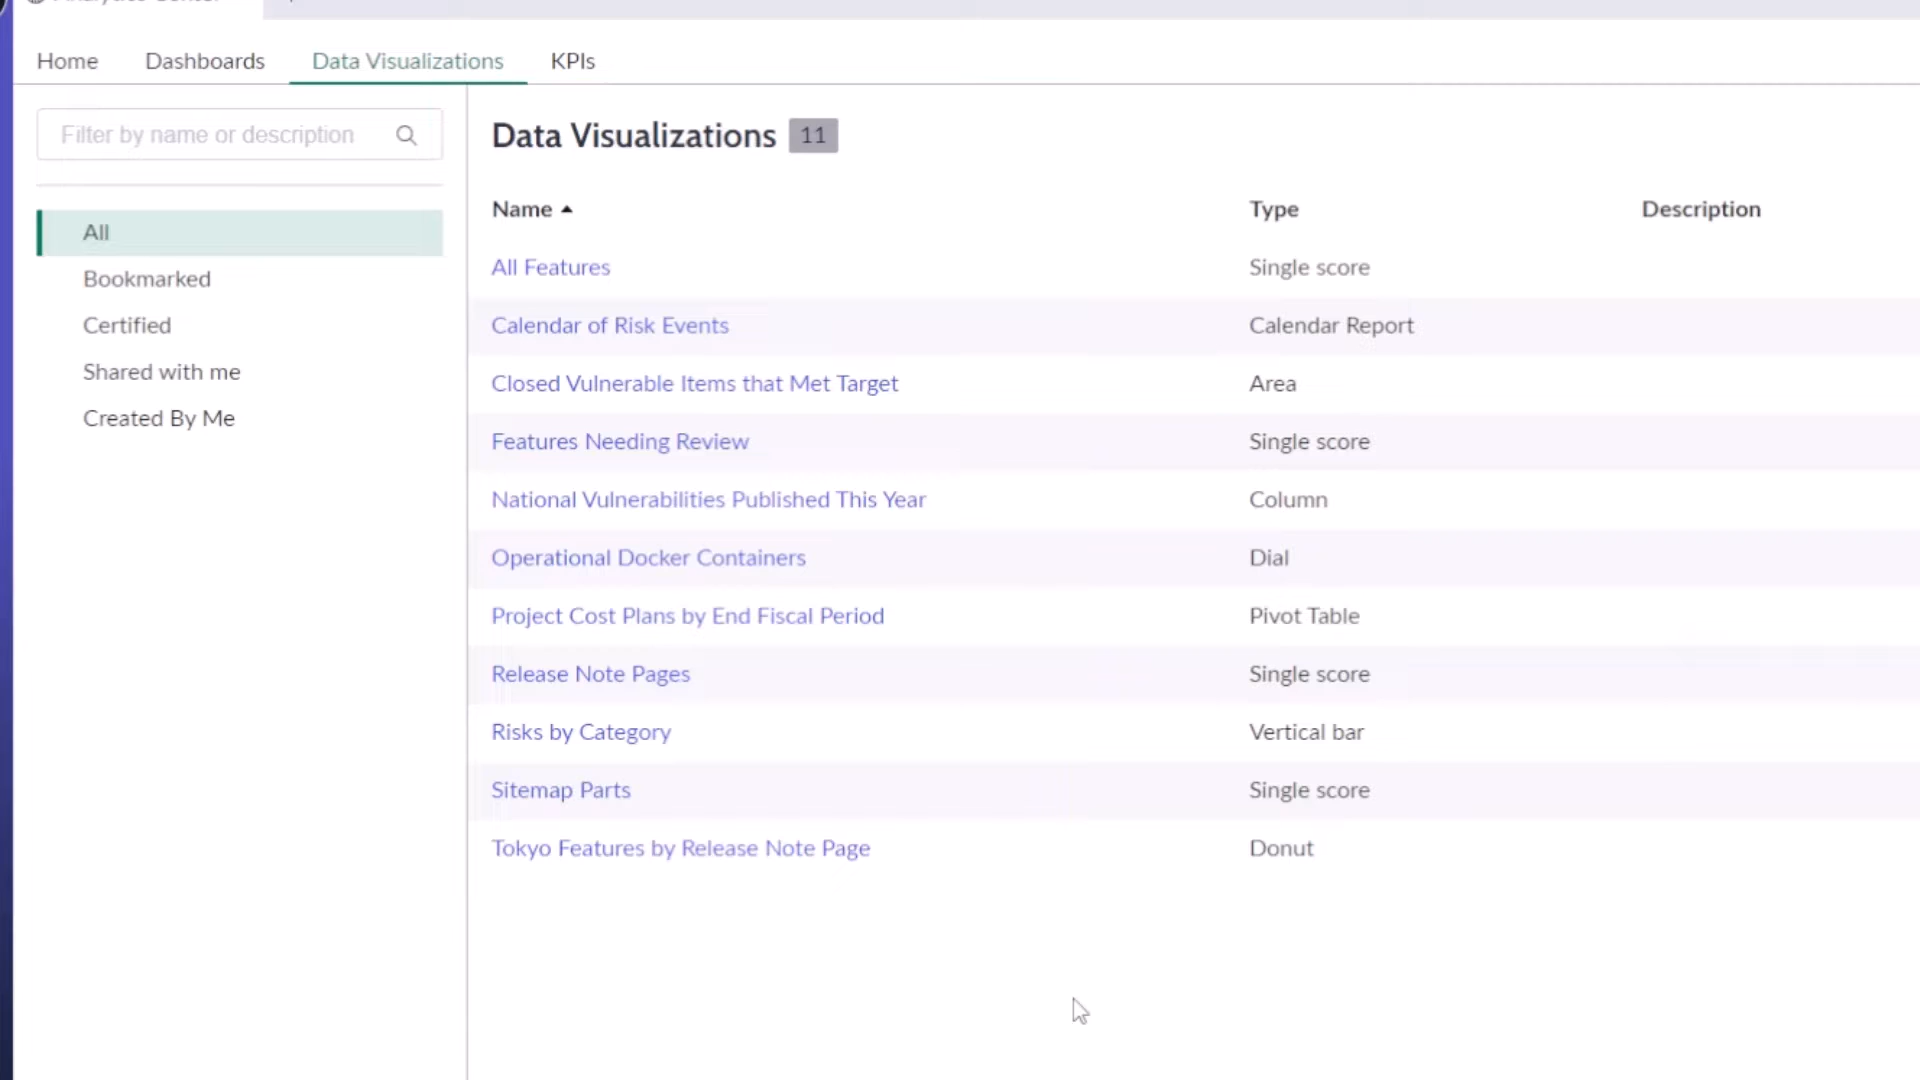 Analytics Center
Home Dashboards Data Visualizations KPIs
Filter by name or description
Data Visualizations 11
Name Type Description
All
All Features Single score
Bookmarked
Calendar of Risk Events Calendar Report
Certified
Shared with me
Closed Vulnerable Items that Met Target Area
Created By Me
Features Needing Review Single score
National Vulnerabilities Published This Year Column
Operational Docker Containers Dial
Project Cost Plans by End Fiscal Period Pivot Table
Release Note Pages Single score
Risks by Category Vertical bar
Sitemap Parts Single score
Tokyo Features by Release Note Page Donut